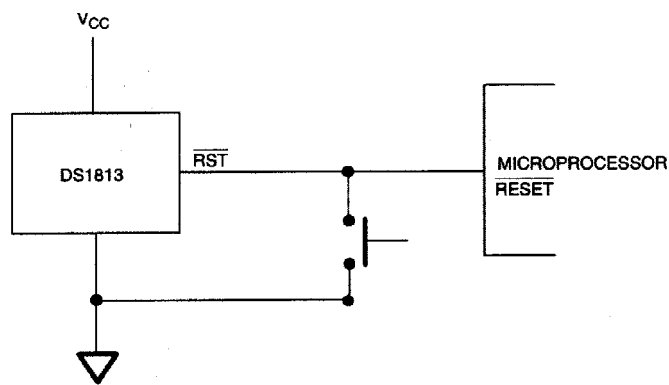 VCC
DS1813
RST
MICROPROCESSOR
RESET